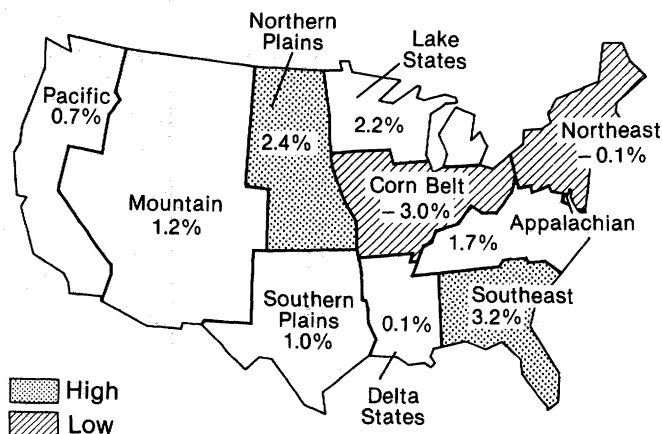 Northern
Plains
Lake
States
Pacific
0.7%
2.4%
2.2%
Northeast
– 0.1%
Mountain
1.2%
Corn Belt
– 3.0%
Appalachian
1.7%
Southern
Plains
1.0%
0.1%
Southeast
3.2%
Delta
States
High
Low